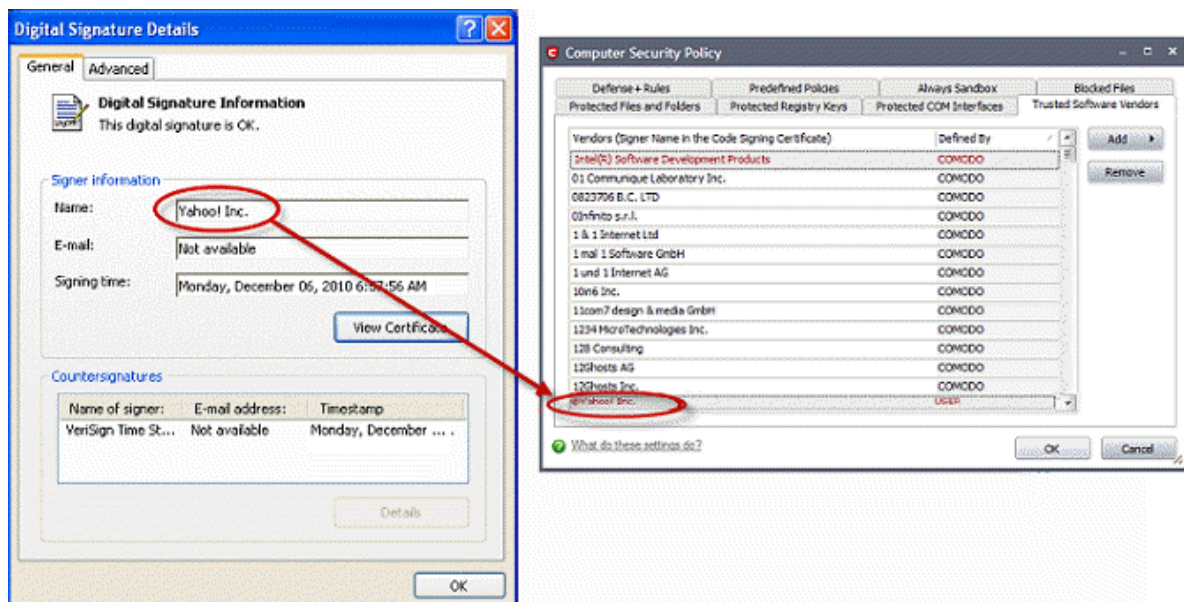 Digital Signature Details
General
Advanced
Digital Signature Information
This digital signature is OK.
Signer information
Name:
Yahoo! Inc.
E-mail:
Not available
Signing time:
Monday, December 06, 2010 6:57:56 AM
View Certificate
Countersignatures
Name of signer: E-mail address: Timestamp
VeriSign Time St... Not available Monday, December ... .
Details
OK
Computer Security Policy
Defense+ Rules Predefined Policies Always Sandbox Blocked Files
Protected Files and Folders Protected Registry Keys Protected COM Interfaces Trusted Software Vendors
Vendors (Signer Name in the Code Signing Certificate) Defined By
Intel(R) Software Development Products COMODO
01 Communique Laboratory Inc. COMODO
0823706 B.C. LTD COMODO
03nfinito s.r.l. COMODO
1 & 1 Internet Ltd COMODO
1 mal 1 Software GmbH COMODO
1 und 1 Internet AG COMODO
10n6 Inc. COMODO
11com7 design & media GmbH COMODO
1234 MicroTechnologies Inc. COMODO
128 Consulting COMODO
12Ghosts AG COMODO
12Ghosts Inc. COMODO
Yahoo! Inc. USER
Add
Remove
What do these settings do?
OK
Cancel